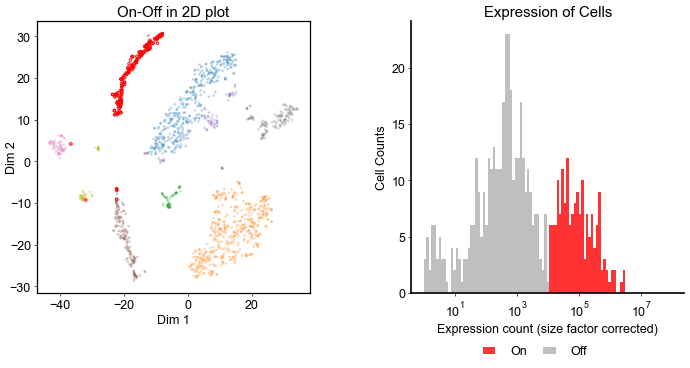 On-Off in 2D plot
Dim 2
30
20
10
0
−10
−20
−30
−40
−20
0
20
Dim 1
Expression of Cells
Cell Counts
20
15
10
5
0
10^1
10^3
10^5
10^7
Expression count (size factor corrected)
On
Off